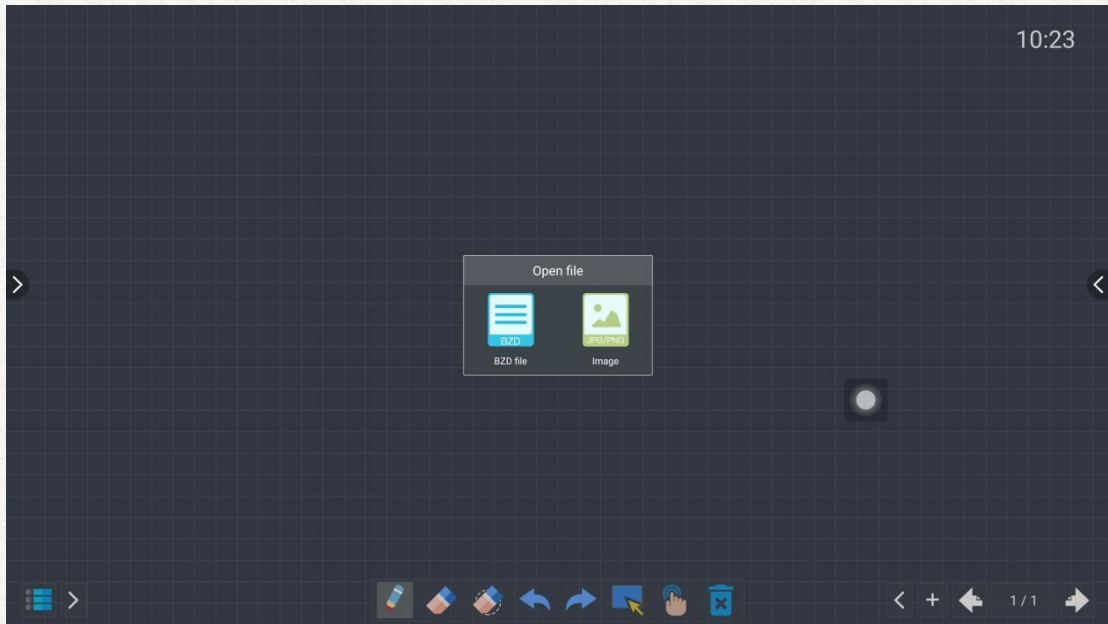 10:23
Open file
BZD
JPG/PNG
BZD file
Image
1/1